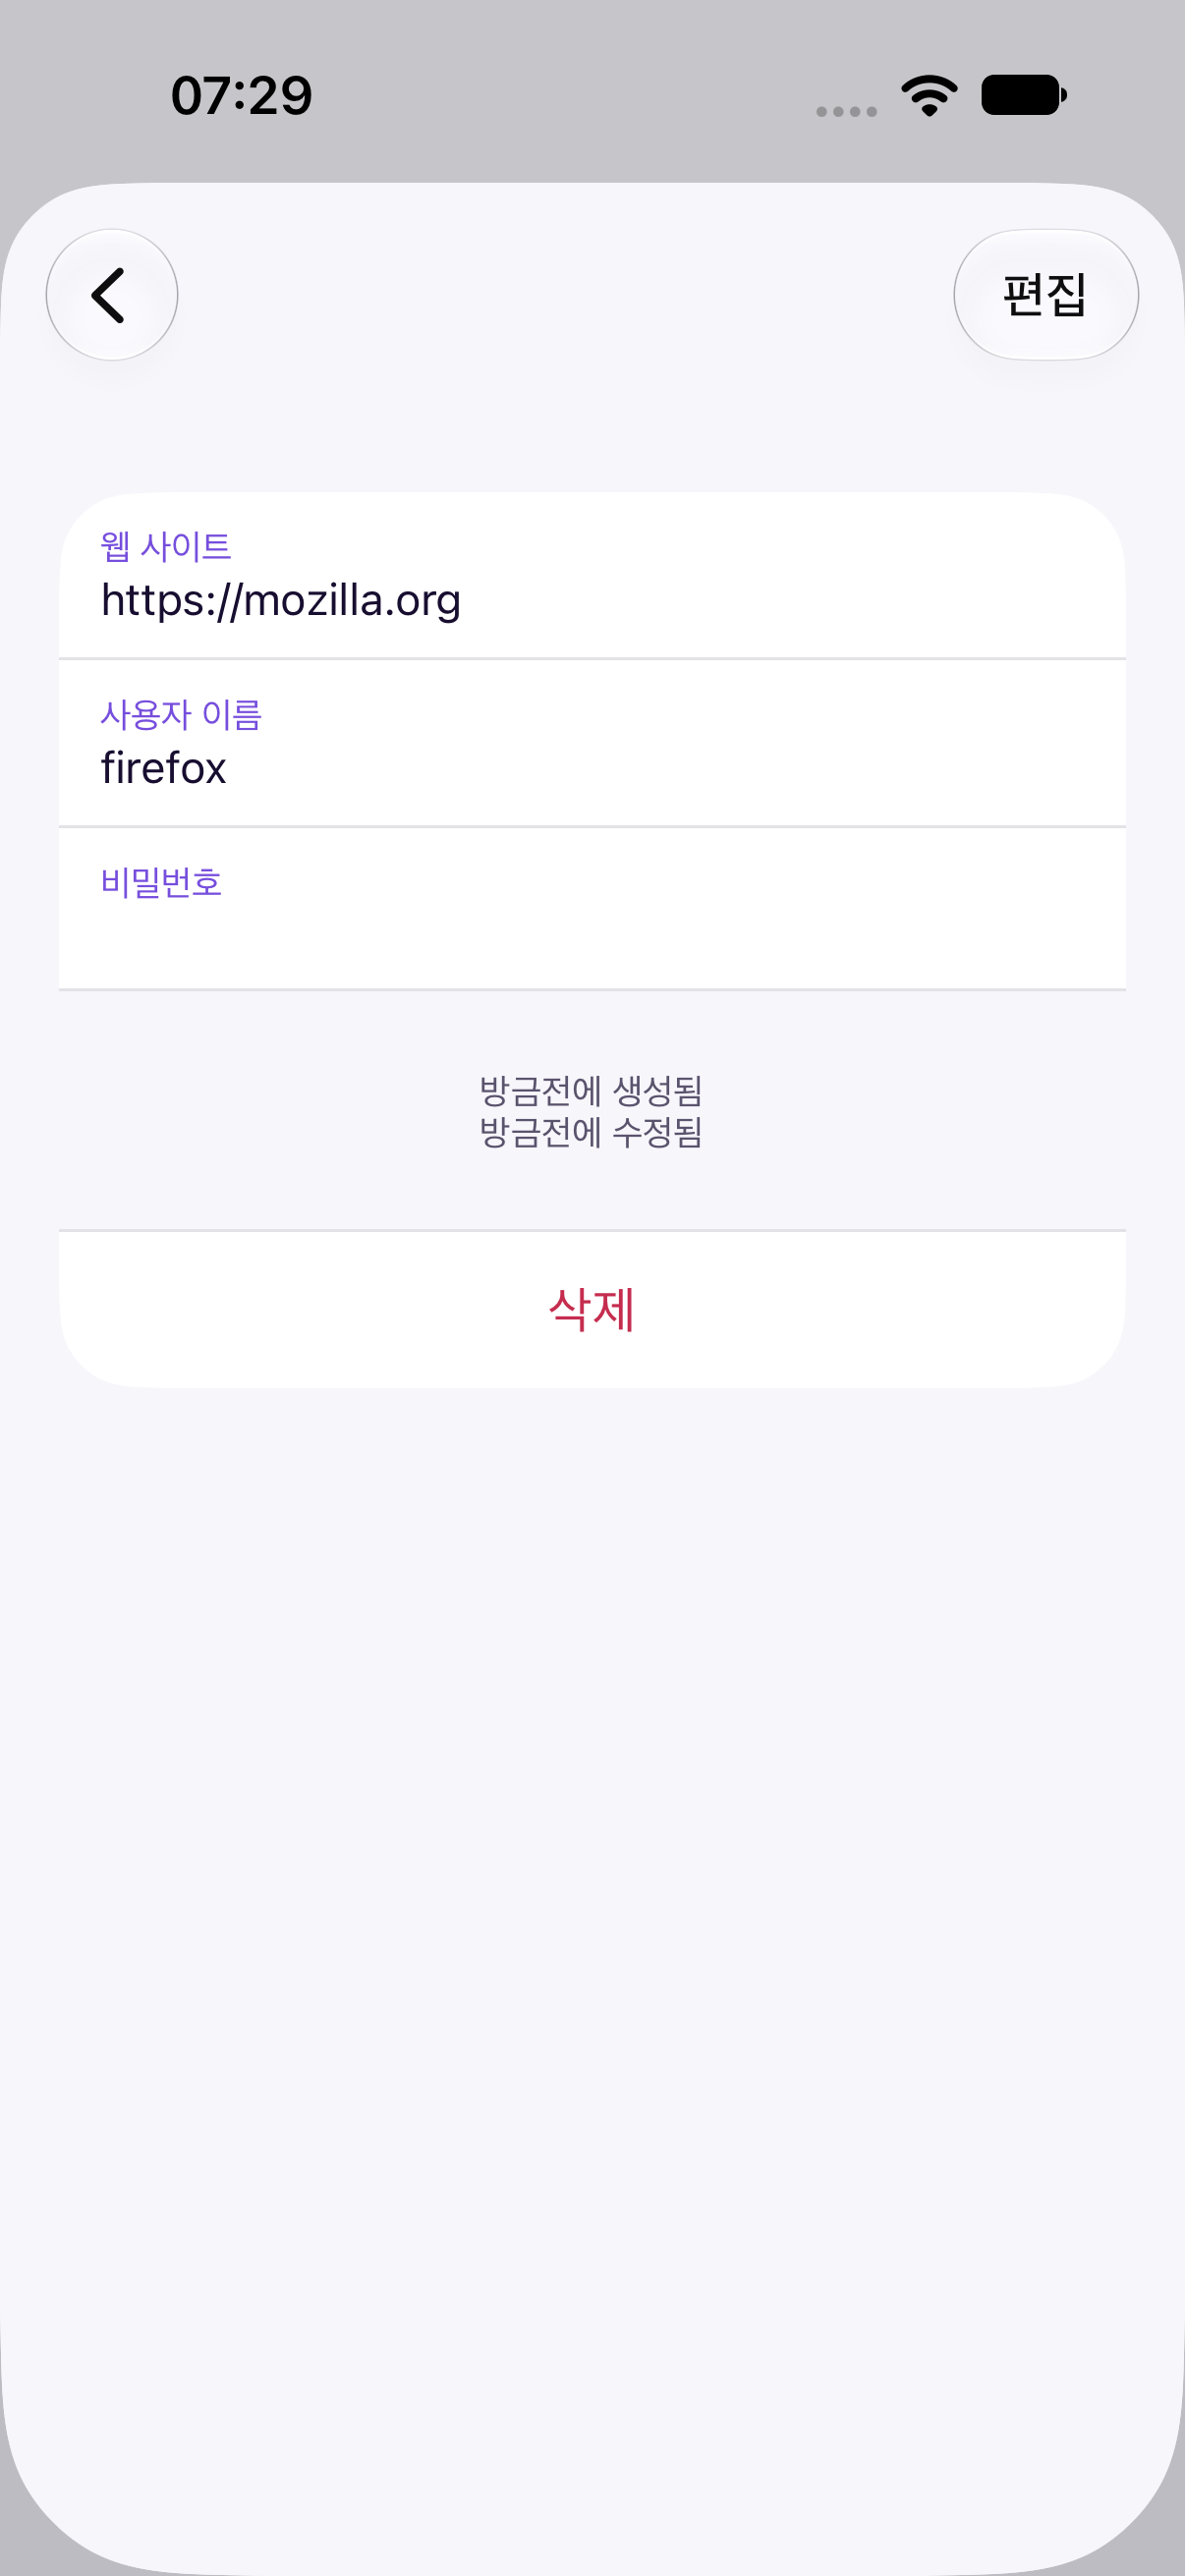 07:29
편집
웹 사이트
https://mozilla.org
사용자 이름
firefox
비밀번호
방금전에 생성됨
방금전에 수정됨
삭제